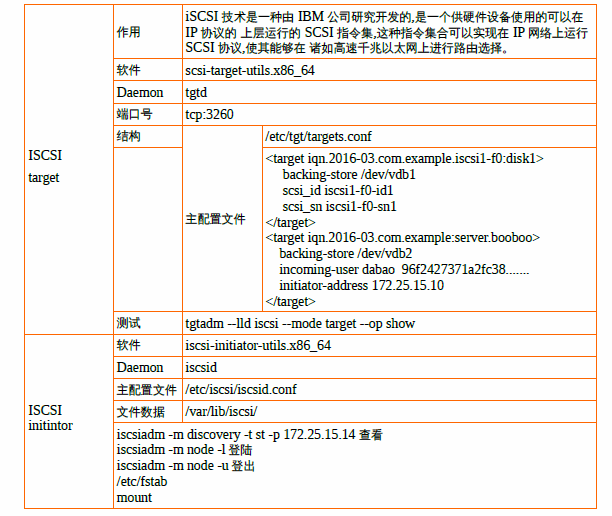 ISCSI
target
作用
iSCSI 技术是一种由 IBM 公司研究开发的,是一个供硬件设备使用的可以在
IP 协议的 上层运行的 SCSI 指令集,这种指令集合可以实现在 IP 网络上运行
SCSI 协议,使其能够在 诸如高速千兆以太网上进行路由选择。
软件
scsi-target-utils.x86_64
Daemon
tgtd
端口号
tcp:3260
结构
主配置文件
/etc/tgt/targets.conf
<target iqn.2016-03.com.example.iscsi1-f0:disk1>
backing-store /dev/vdb1
scsi_id iscsi1-f0-id1
scsi_sn iscsi1-f0-sn1
</target>
<target iqn.2016-03.com.example:server.booboo>
backing-store /dev/vdb2
incoming-user dabao 96f2427371a2fc38.......
initiator-address 172.25.15.10
</target>
测试
tgtadm --lld iscsi --mode target --op show
ISCSI
initintor
软件
iscsi-initiator-utils.x86_64
Daemon
iscsid
主配置文件
/etc/iscsi/iscsid.conf
文件数据
/var/lib/iscsi/
iscsiadm -m discovery -t st -p 172.25.15.14 查看
iscsiadm -m node -l 登陆
iscsiadm -m node -u 登出
/etc/fstab
mount